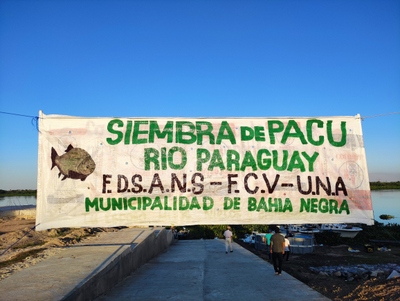 SIEMBRA DE PACU
RIO PARAGUAY
F.D.S.A.N.S-F.C.V-U.N.A
MUNICIPALIDAD DE BAHIA NEGRA